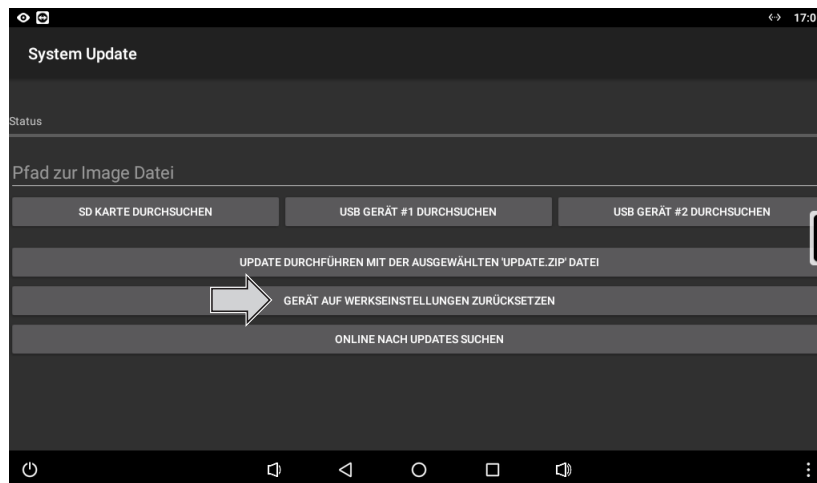 17:0
System Update
Status
Pfad zur Image Datei
SD KARTE DURCHSUCHEN
USB GERÄT #1 DURCHSUCHEN
USB GERÄT #2 DURCHSUCHEN
UPDATE DURCHFÜHREN MIT DER AUSGEWÄHLTEN 'UPDATE.ZIP' DATEI
GERÄT AUF WERKSEINSTELLUNGEN ZURÜCKSETZEN
ONLINE NACH UPDATES SUCHEN